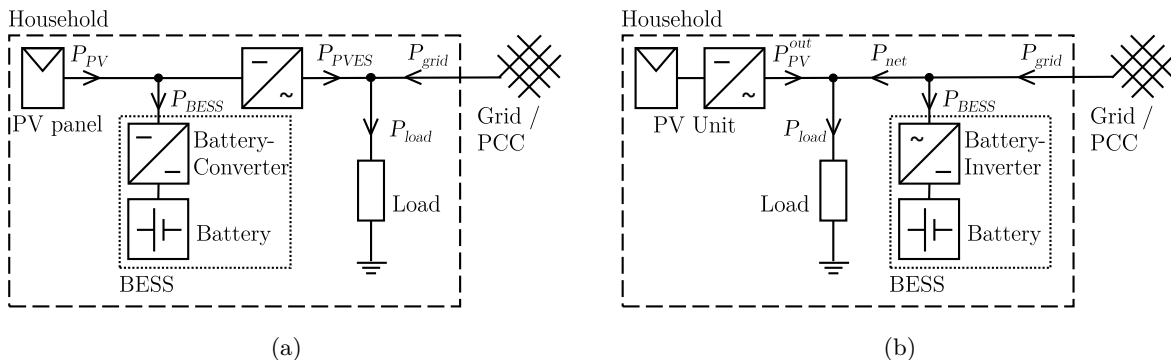 Household
P_PV
P_PVES
P_grid
P_BESS
PV panel
Grid /
PCC
P_load
Battery-
Converter
Load
Battery
BESS
(a)
Household
P_PV^out
P_net
P_grid
P_BESS
PV Unit
Grid /
PCC
P_load
Battery-
Inverter
Load
Battery
BESS
(b)